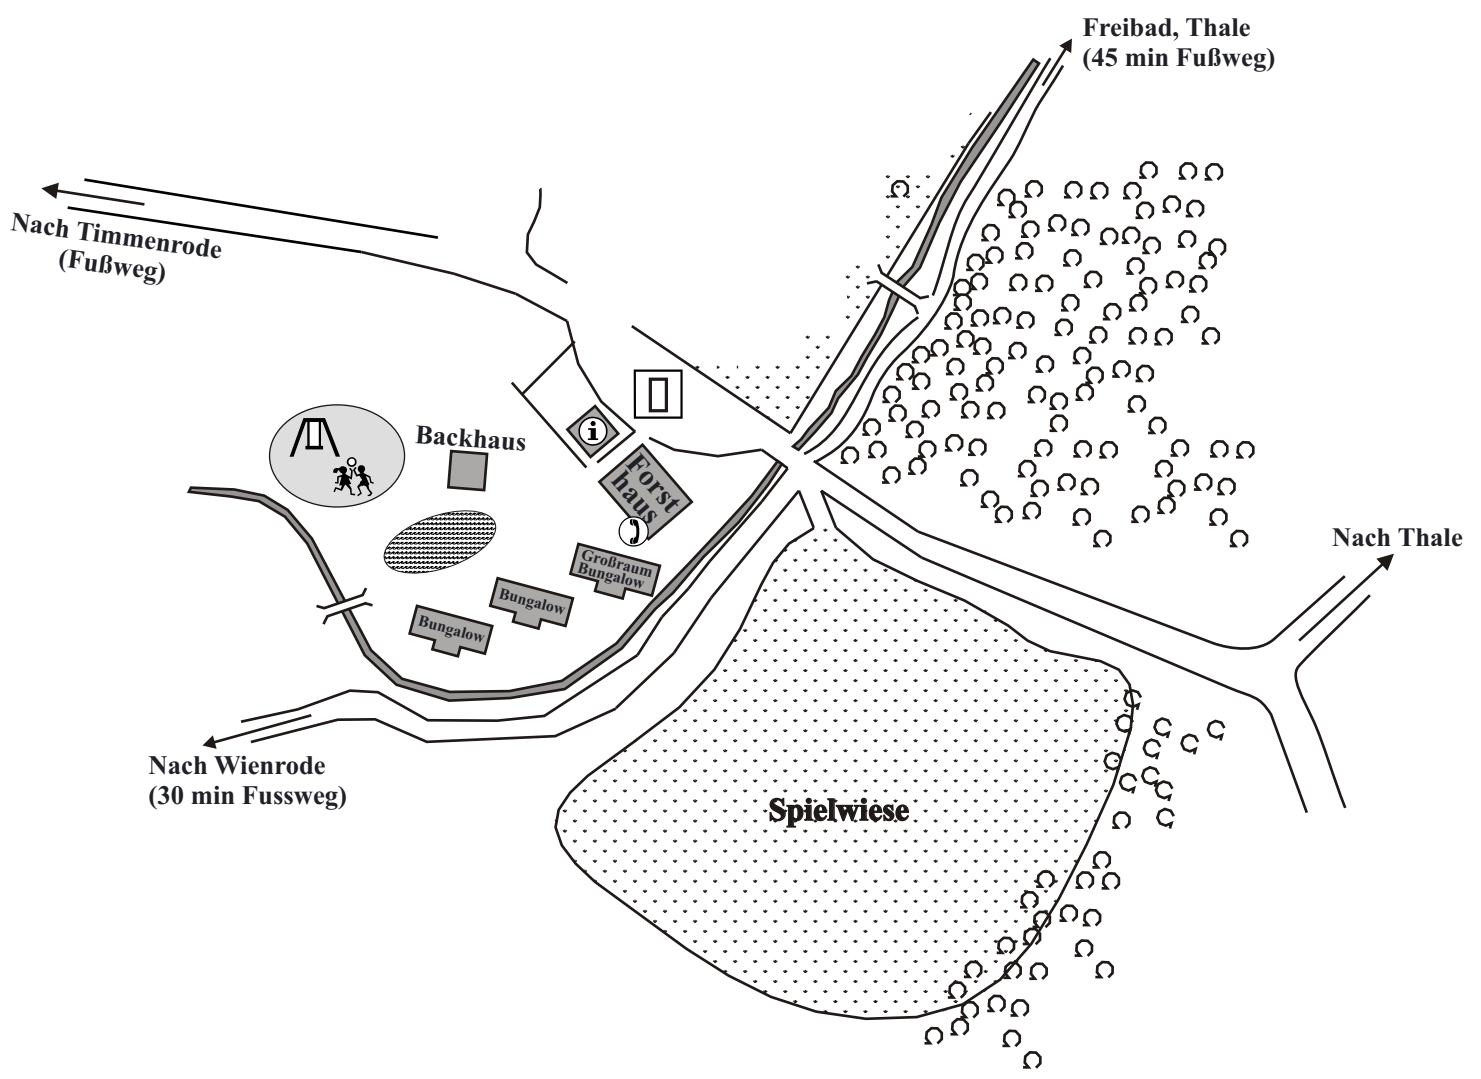 Freibad, Thale
(45 min Fußweg)
Nach Timmenrode
(Fußweg)
Backhaus
i
Forst
haus
Großraum
Bungalow
Bungalow
Bungalow
Nach Thale
Nach Wienrode
(30 min Fussweg)
Spielwiese